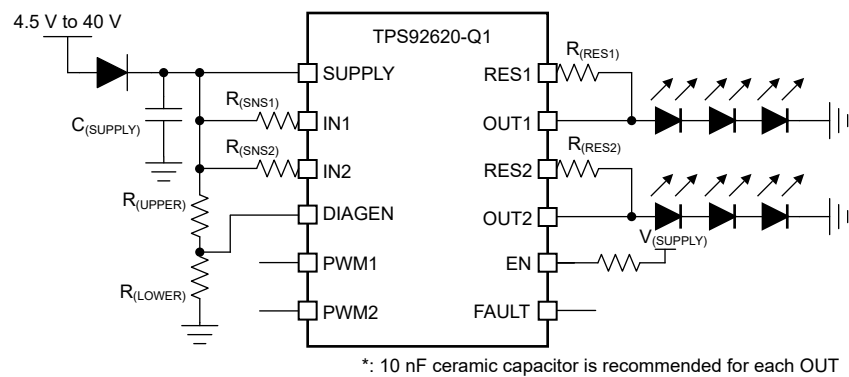 4.5 V to 40 V
TPS92620-Q1
SUPPLY
RES1
R(RES1)
C(SUPPLY)
R(SNS1)
IN1
OUT1
R(SNS2)
IN2
RES2
R(RES2)
R(UPPER)
DIAGEN
OUT2
V(SUPPLY)
PWM1
EN
R(LOWER)
PWM2
FAULT
*: 10 nF ceramic capacitor is recommended for each OUT